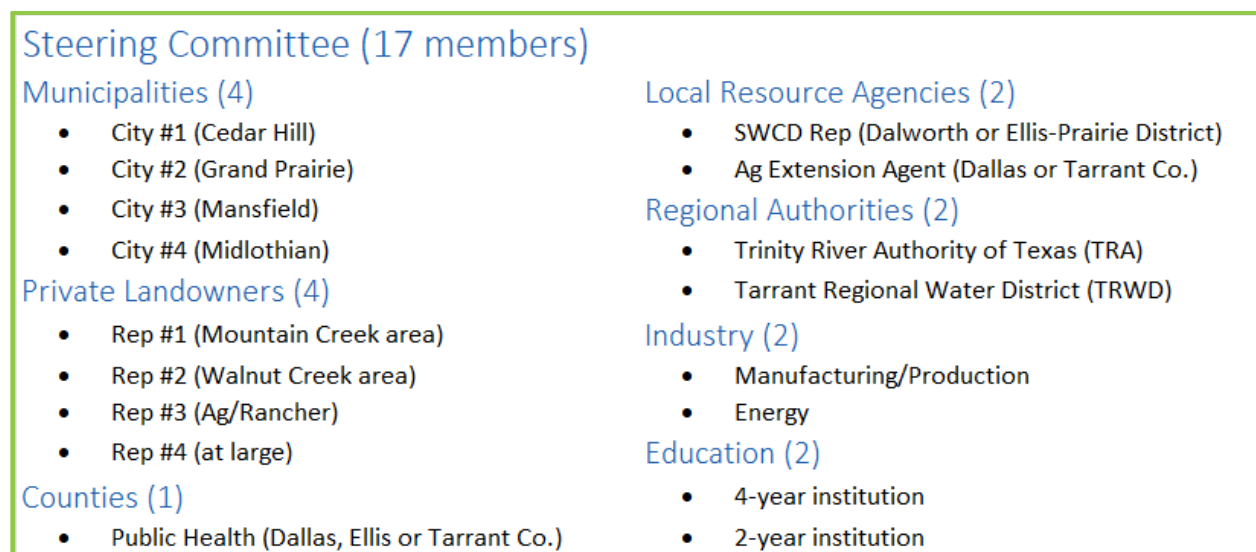 Steering Committee (17 members)
Municipalities (4)
• City #1 (Cedar Hill)
• City #2 (Grand Prairie)
• City #3 (Mansfield)
• City #4 (Midlothian)
Private Landowners (4)
• Rep #1 (Mountain Creek area)
• Rep #2 (Walnut Creek area)
• Rep #3 (Ag/Rancher)
• Rep #4 (at large)
Counties (1)
• Public Health (Dallas, Ellis or Tarrant Co.)
Local Resource Agencies (2)
• SWCD Rep (Dalworth or Ellis-Prairie District)
• Ag Extension Agent (Dallas or Tarrant Co.)
Regional Authorities (2)
• Trinity River Authority of Texas (TRA)
• Tarrant Regional Water District (TRWD)
Industry (2)
• Manufacturing/Production
• Energy
Education (2)
• 4-year institution
• 2-year institution